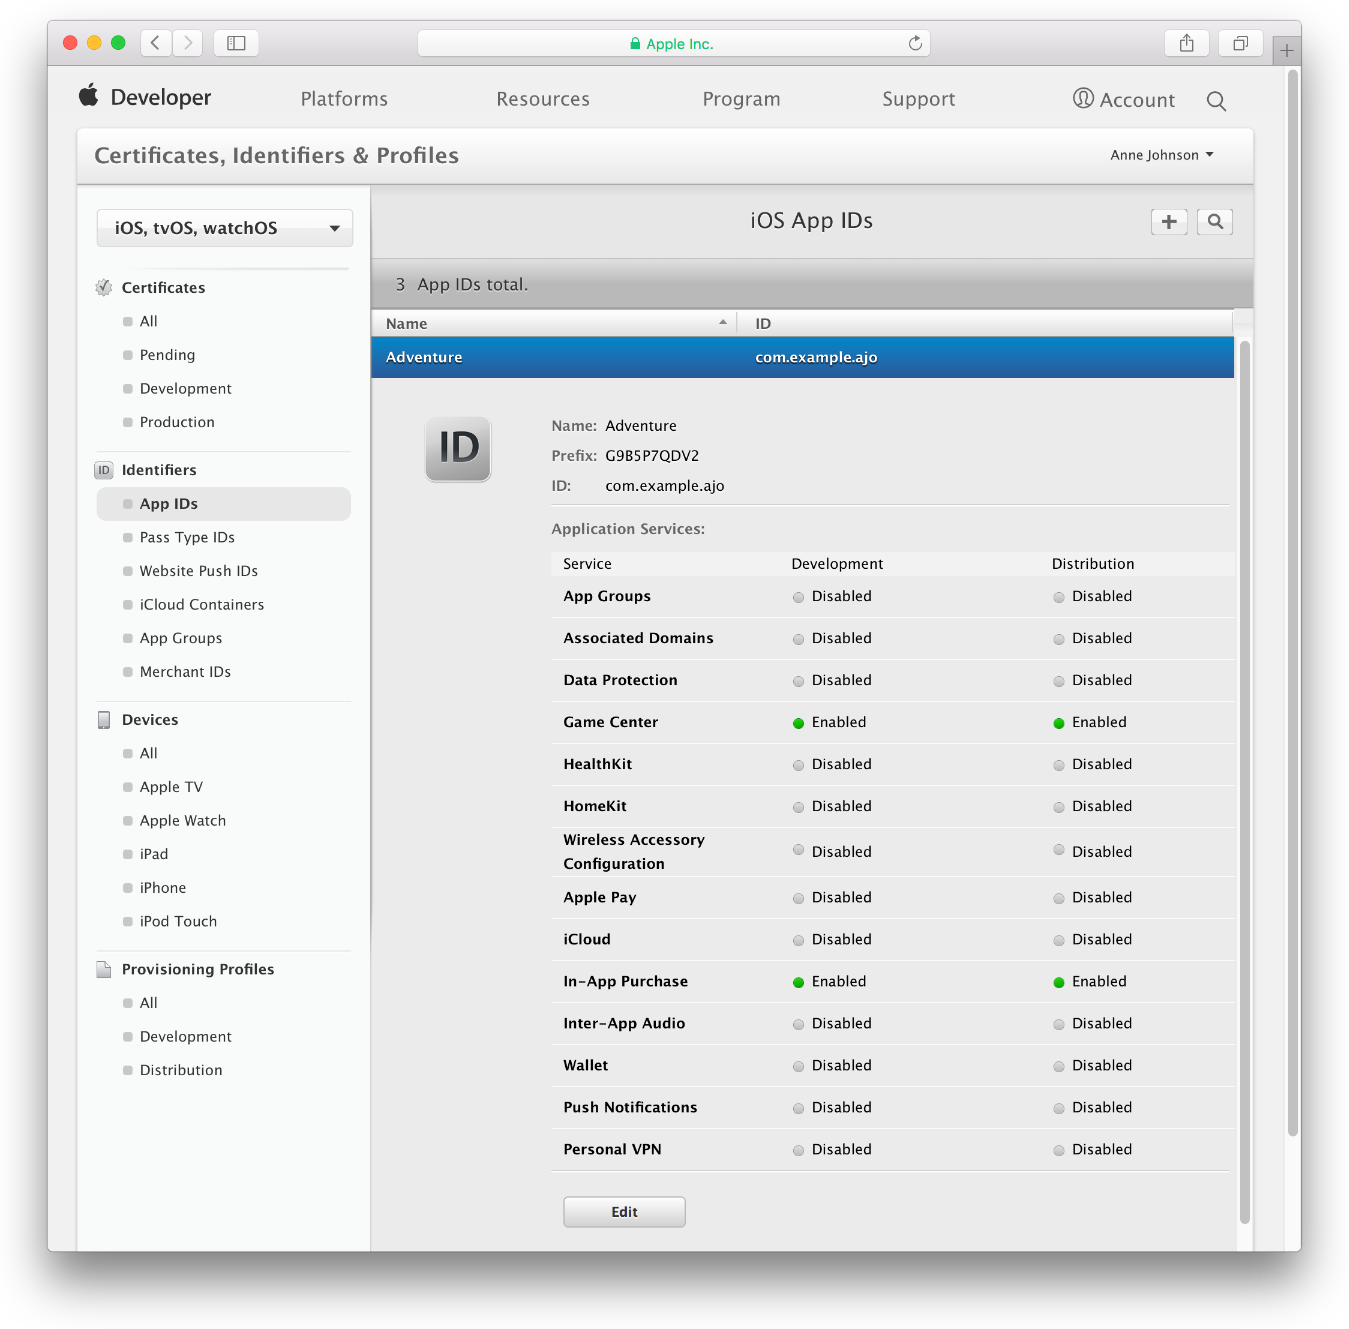 Apple Inc.
Developer
Platforms
Resources
Program
Support
Account
Certificates, Identifiers & Profiles
Anne Johnson
iOS, tvOS, watchOS
Certificates
All
Pending
Development
Production
ID Identifiers
App IDs
Pass Type IDs
Website Push IDs
iCloud Containers
App Groups
Merchant IDs
Devices
All
Apple TV
Apple Watch
iPad
iPhone
iPod Touch
Provisioning Profiles
All
Development
Distribution
iOS App IDs
3 App IDs total.
Name ID
Adventure com.example.ajo
ID
Name: Adventure
Prefix: G9B5P7QDV2
ID: com.example.ajo
Application Services:
Service Development Distribution
App Groups Disabled Disabled
Associated Domains Disabled Disabled
Data Protection Disabled Disabled
Game Center Enabled Enabled
HealthKit Disabled Disabled
HomeKit Disabled Disabled
Wireless Accessory
Configuration Disabled Disabled
Apple Pay Disabled Disabled
iCloud Disabled Disabled
In-App Purchase Enabled Enabled
Inter-App Audio Disabled Disabled
Wallet Disabled Disabled
Push Notifications Disabled Disabled
Personal VPN Disabled Disabled
Edit